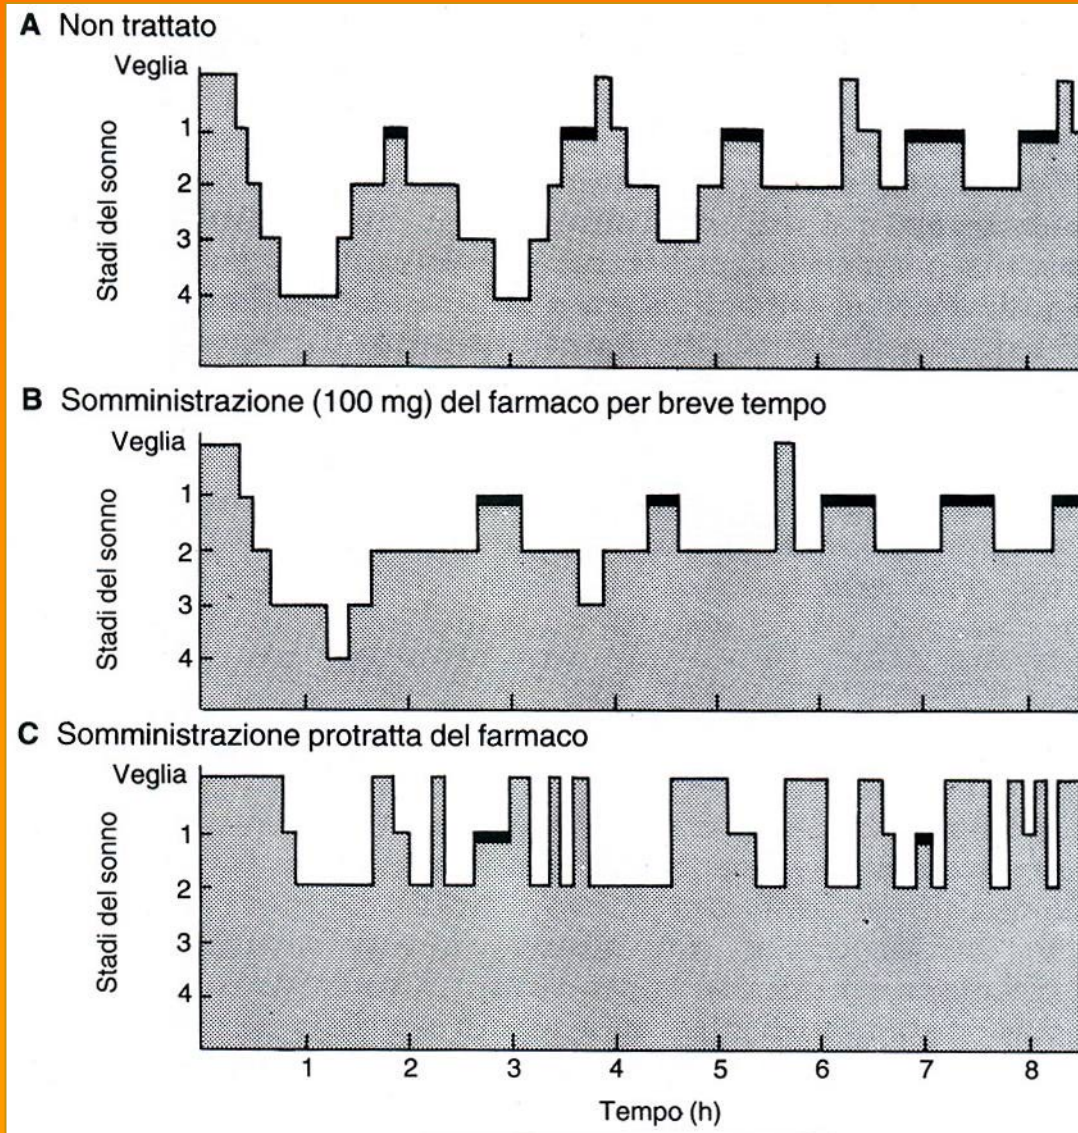 A Non trattato
Veglia
1
2
3
4
Stadi del sonno
B Somministrazione (100 mg) del farmaco per breve tempo
Veglia
1
2
3
4
Stadi del sonno
C Somministrazione protratta del farmaco
Veglia
1
2
3
4
Stadi del sonno
1 2 3 4 5 6 7 8
Tempo (h)